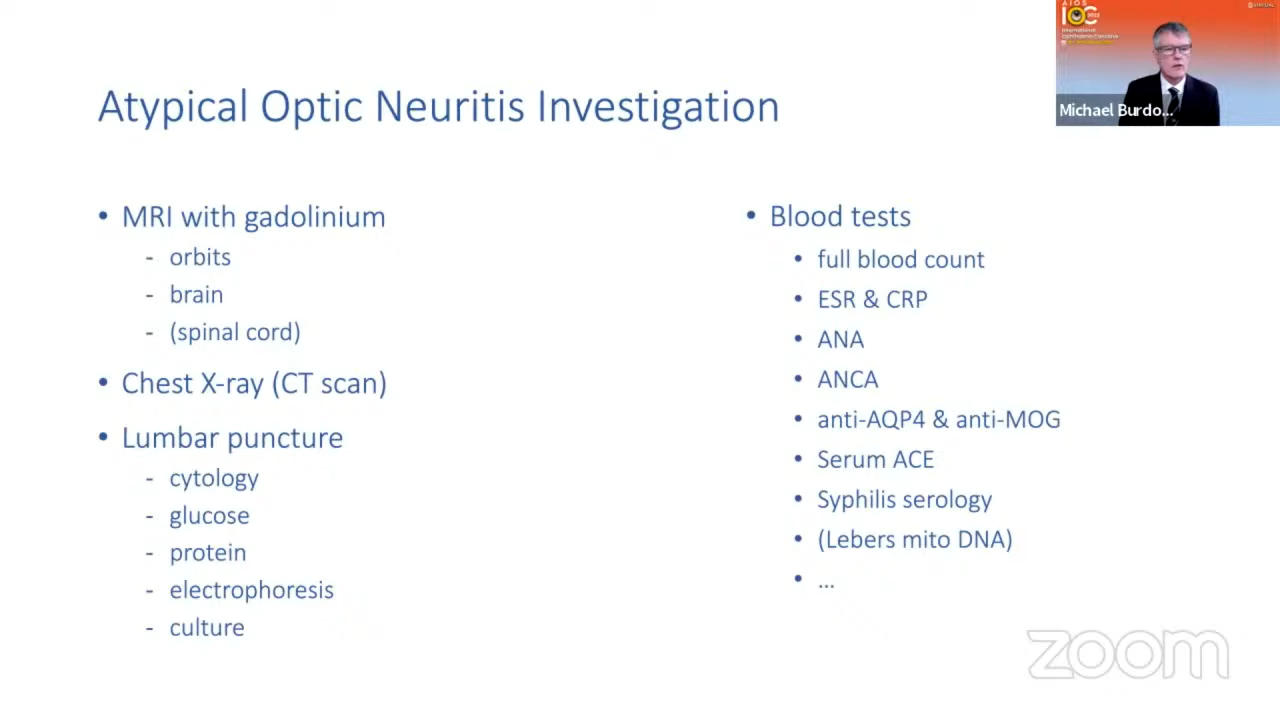 Atypical Optic Neuritis Investigation
• MRI with gadolinium
- orbits
- brain
- (spinal cord)
• Chest X-ray (CT scan)
• Lumbar puncture
- cytology
- glucose
- protein
- electrophoresis
- culture
• Blood tests
• full blood count
• ESR & CRP
• ANA
• ANCA
• anti-AQP4 & anti-MOG
• Serum ACE
• Syphilis serology
• (Lebers mito DNA)
• ...
AIOS
IOC
Michael Burdo...
zoom